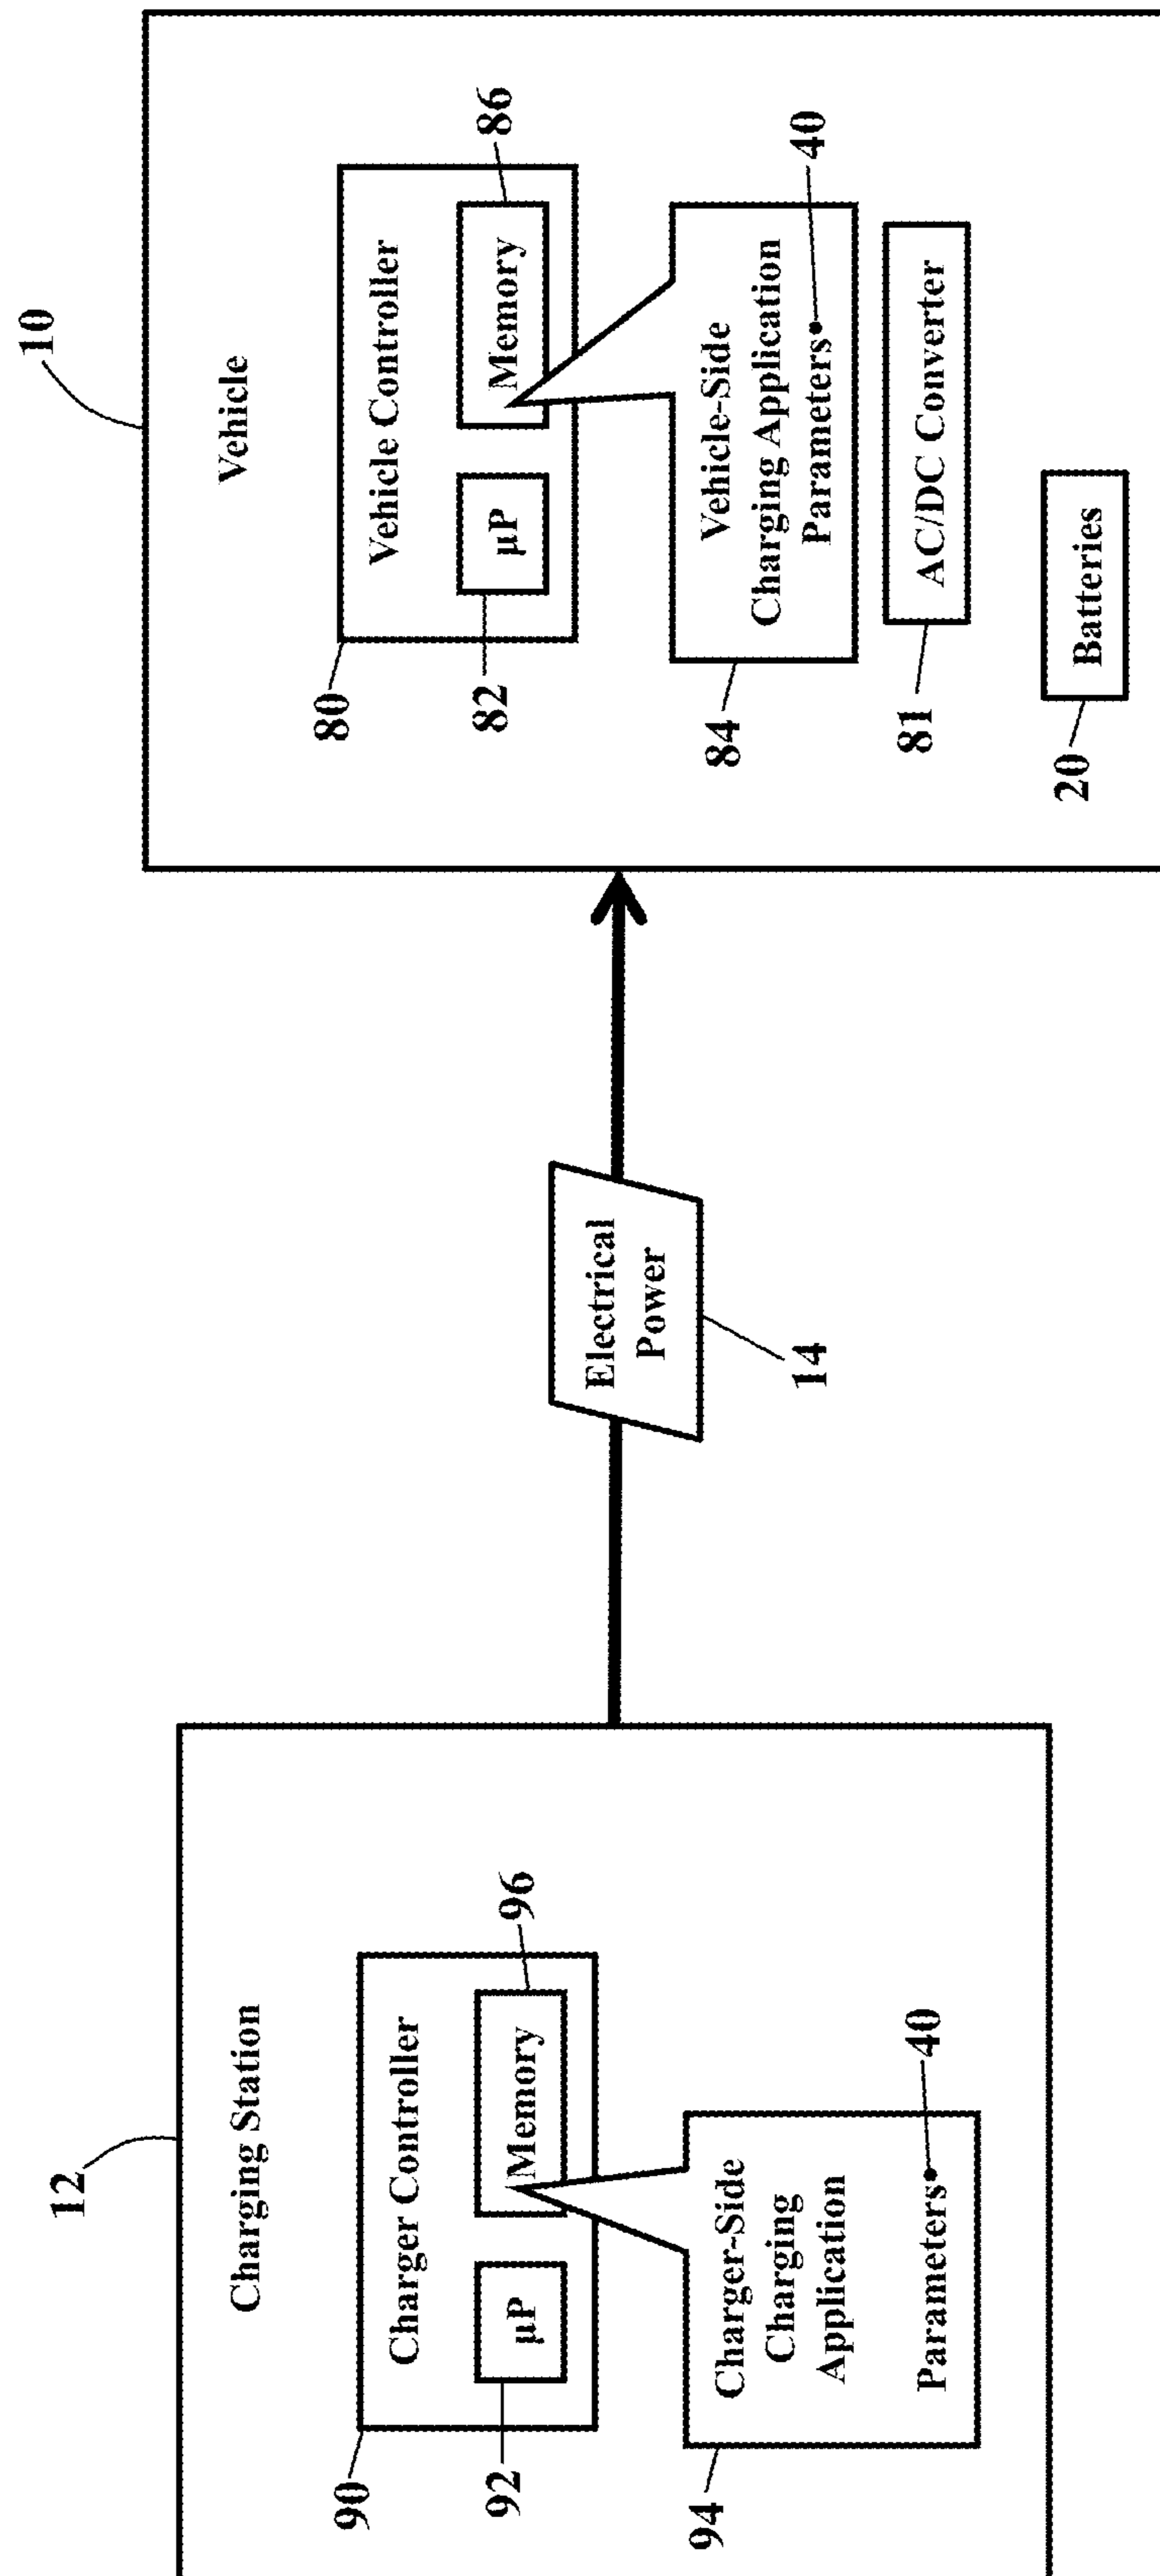 12
Charging Station
90
Charger Controller
92
µP
Memory
96
94
Charger-Side
Charging
Application
Parameters
40
Electrical
Power
14
10
Vehicle
80
Vehicle Controller
82
µP
Memory
86
84
Vehicle-Side
Charging Application
Parameters
40
81
AC/DC Converter
20
Batteries